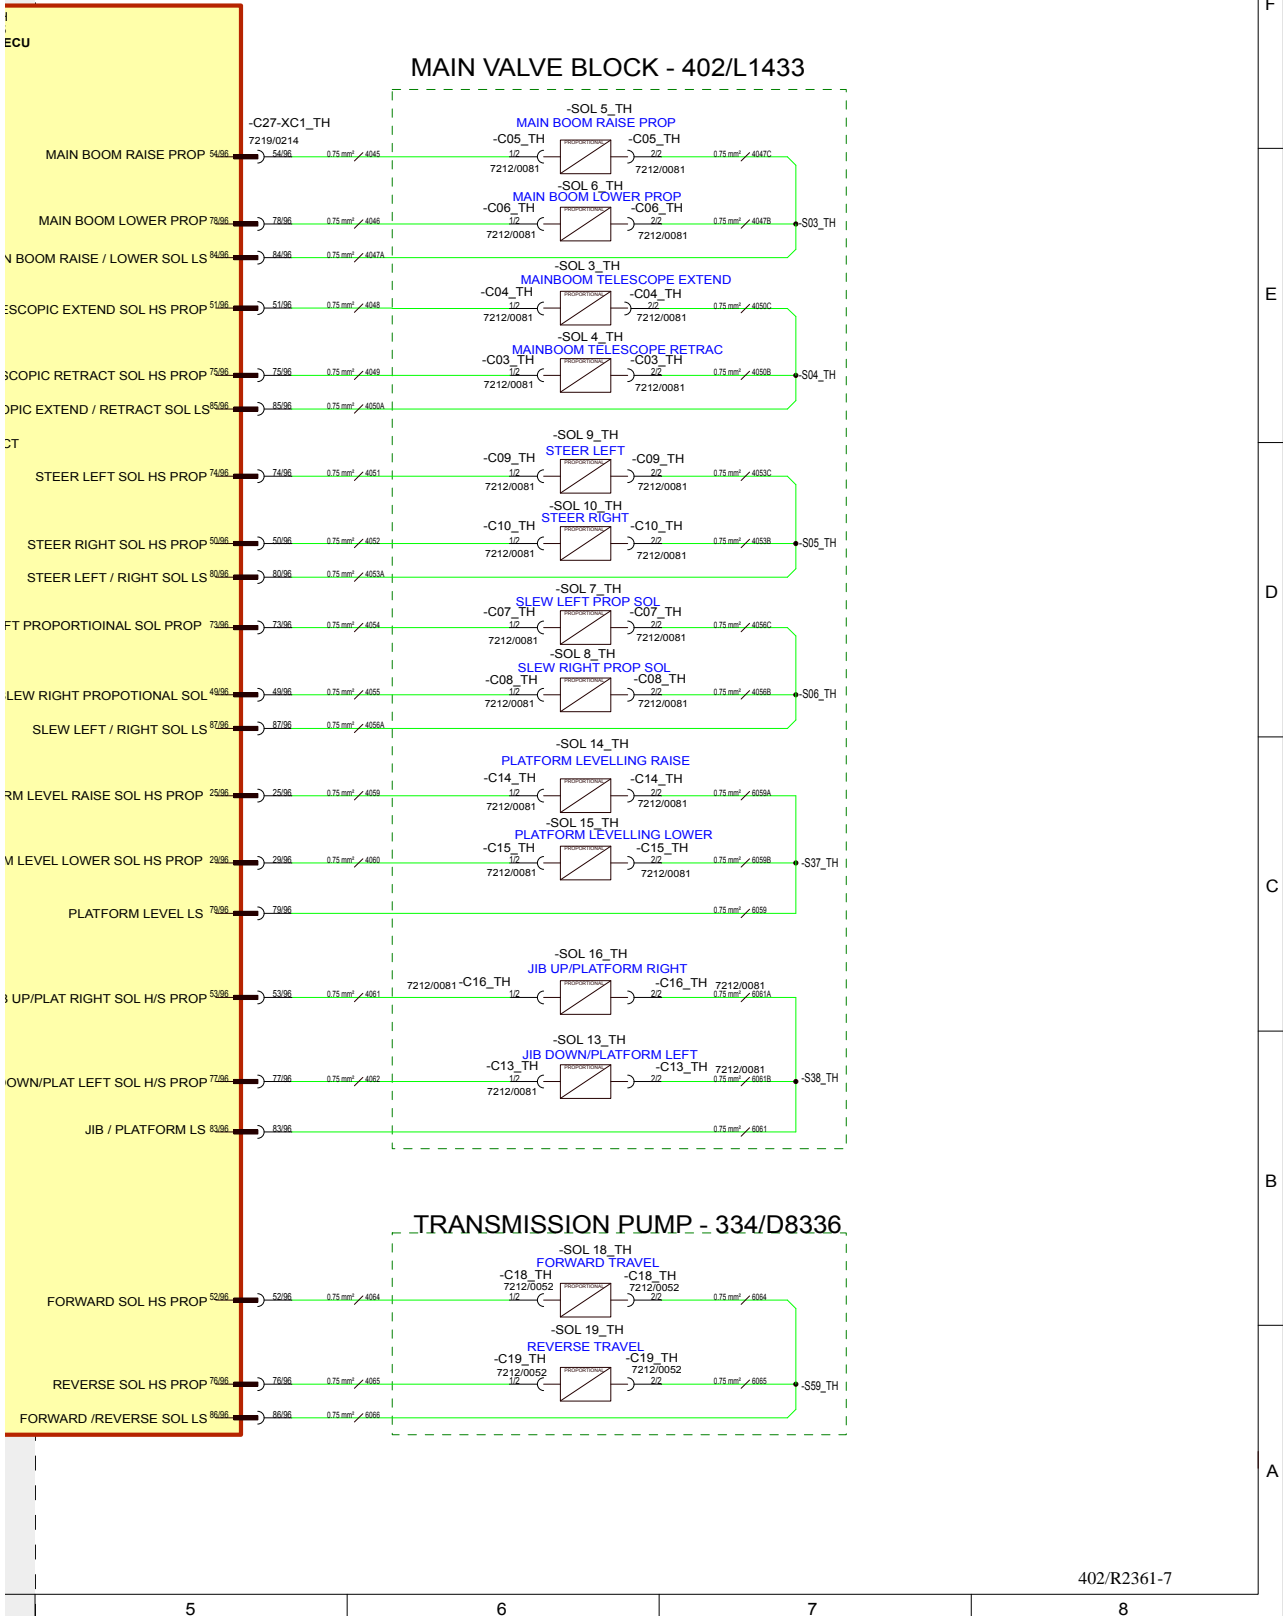 H
F
ECU
MAIN VALVE BLOCK - 402/L1433
-SOL 5_TH
MAIN BOOM RAISE PROP
-C27-XC1_TH
7219/0214
-C05_TH PROPORTIONAL -C05_TH
MAIN BOOM RAISE PROP 54/96 54/96 0.75 mm² 4045 1/2 2/2 0.75 mm² 4047C
7212/0081 7212/0081
-SOL 6_TH
MAIN BOOM LOWER PROP
-C06_TH PROPORTIONAL -C06_TH
MAIN BOOM LOWER PROP 78/96 78/96 0.75 mm² 4046 1/2 2/2 0.75 mm² 4047B -S03_TH
7212/0081 7212/0081
N BOOM RAISE / LOWER SOL LS 84/96 84/96 0.75 mm² 4047A
-SOL 3_TH
MAINBOOM TELESCOPE EXTEND
E
-C04_TH PROPORTIONAL -C04_TH
ESCOPIC EXTEND SOL HS PROP 51/96 51/96 0.75 mm² 4048 1/2 2/2 0.75 mm² 4050C
7212/0081 7212/0081
-SOL 4_TH
MAINBOOM TELESCOPE RETRAC
-C03_TH PROPORTIONAL -C03_TH
SCOPIC RETRACT SOL HS PROP 75/96 75/96 0.75 mm² 4049 1/2 2/2 0.75 mm² 4050B -S04_TH
7212/0081 7212/0081
OPIC EXTEND / RETRACT SOL LS 85/96 85/96 0.75 mm² 4050A
CT
-SOL 9_TH
STEER LEFT
-C09_TH PROPORTIONAL -C09_TH
STEER LEFT SOL HS PROP 74/96 74/96 0.75 mm² 4051 1/2 2/2 0.75 mm² 4053C
7212/0081 7212/0081
-SOL 10_TH
STEER RIGHT
-C10_TH PROPORTIONAL -C10_TH
STEER RIGHT SOL HS PROP 50/96 50/96 0.75 mm² 4052 1/2 2/2 0.75 mm² 4053B -S05_TH
7212/0081 7212/0081
STEER LEFT / RIGHT SOL LS 80/96 80/96 0.75 mm² 4053A
-SOL 7_TH
D
SLEW LEFT PROP SOL
-C07_TH PROPORTIONAL -C07_TH
FT PROPORTIOINAL SOL PROP 73/96 73/96 0.75 mm² 4054 1/2 2/2 0.75 mm² 4056C
7212/0081 7212/0081
-SOL 8_TH
SLEW RIGHT PROP SOL
-C08_TH PROPORTIONAL -C08_TH
LEW RIGHT PROPOTIONAL SOL 49/96 49/96 0.75 mm² 4055 1/2 2/2 0.75 mm² 4056B -S06_TH
7212/0081 7212/0081
SLEW LEFT / RIGHT SOL LS 87/96 87/96 0.75 mm² 4056A
-SOL 14_TH
PLATFORM LEVELLING RAISE
-C14_TH PROPORTIONAL -C14_TH
RM LEVEL RAISE SOL HS PROP 25/96 25/96 0.75 mm² 4059 1/2 2/2 0.75 mm² 6059A
7212/0081 7212/0081
-SOL 15_TH
PLATFORM LEVELLING LOWER
-C15_TH PROPORTIONAL -C15_TH
M LEVEL LOWER SOL HS PROP 29/96 29/96 0.75 mm² 4060 1/2 2/2 0.75 mm² 6059B -S37_TH
7212/0081 7212/0081
C
PLATFORM LEVEL LS 79/96 79/96 0.75 mm² 6059
-SOL 16_TH
JIB UP/PLATFORM RIGHT
7212/0081 -C16_TH PROPORTIONAL -C16_TH 7212/0081
B UP/PLAT RIGHT SOL H/S PROP 53/96 53/96 0.75 mm² 4061 1/2 2/2 0.75 mm² 6061A
-SOL 13_TH
JIB DOWN/PLATFORM LEFT
-C13_TH PROPORTIONAL -C13_TH 7212/0081
OWN/PLAT LEFT SOL H/S PROP 77/96 77/96 0.75 mm² 4062 1/2 2/2 0.75 mm² 6061B -S38_TH
7212/0081
JIB / PLATFORM LS 83/96 83/96 0.75 mm² 6061
B
TRANSMISSION PUMP - 334/D8336
-SOL 18_TH
FORWARD TRAVEL
-C18_TH PROPORTIONAL -C18_TH
7212/0052 7212/0052
FORWARD SOL HS PROP 52/96 52/96 0.75 mm² 4064 1/2 2/2 0.75 mm² 6064
-SOL 19_TH
REVERSE TRAVEL
-C19_TH PROPORTIONAL -C19_TH
7212/0052 7212/0052
REVERSE SOL HS PROP 76/96 76/96 0.75 mm² 4065 1/2 2/2 0.75 mm² 6065 -S59_TH
FORWARD /REVERSE SOL LS 86/96 86/96 0.75 mm² 6066
A
402/R2361-7
5 6 7 8